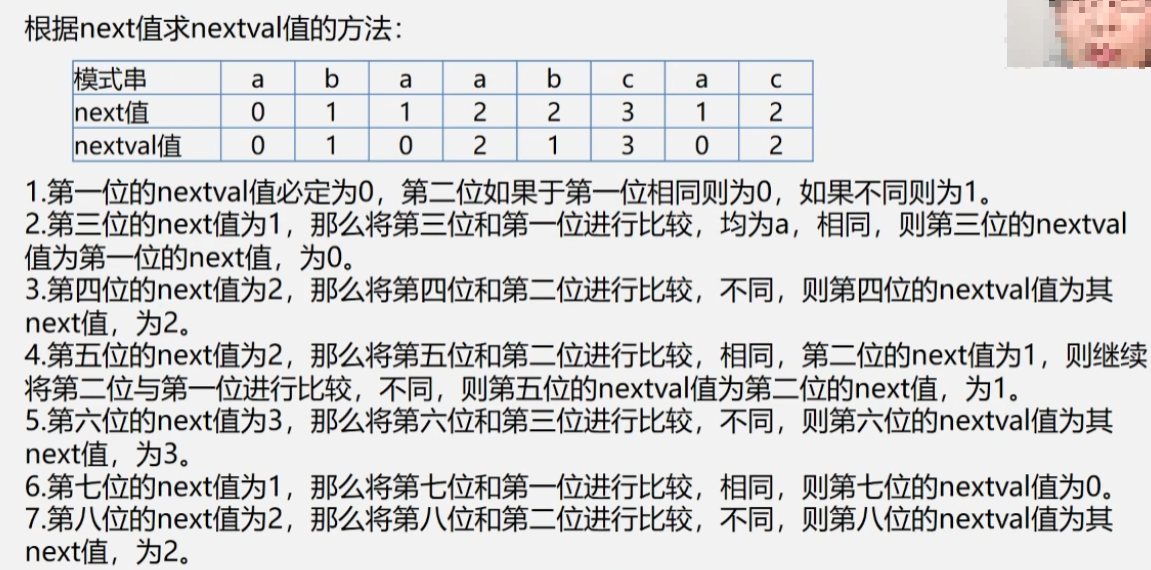 根据next值求nextval值的方法：
模式串 a b a a b c a c
next值 0 1 1 2 2 3 1 2
nextval值 0 1 0 2 1 3 0 2
1.第一位的nextval值必定为0，第二位如果于第一位相同则为0，如果不同则为1。
2.第三位的next值为1，那么将第三位和第一位进行比较，均为a，相同，则第三位的nextval
值为第一位的next值，为0。
3.第四位的next值为2，那么将第四位和第二位进行比较，不同，则第四位的nextval值为其
next值，为2。
4.第五位的next值为2，那么将第五位和第二位进行比较，相同，第二位的next值为1，则继续
将第二位与第一位进行比较，不同，则第五位的nextval值为第二位的next值，为1。
5.第六位的next值为3，那么将第六位和第三位进行比较，不同，则第六位的nextval值为其
next值，为3。
6.第七位的next值为1，那么将第七位和第一位进行比较，相同，则第七位的nextval值为0。
7.第八位的next值为2，那么将第八位和第二位进行比较，不同，则第八位的nextval值为其
next值，为2。